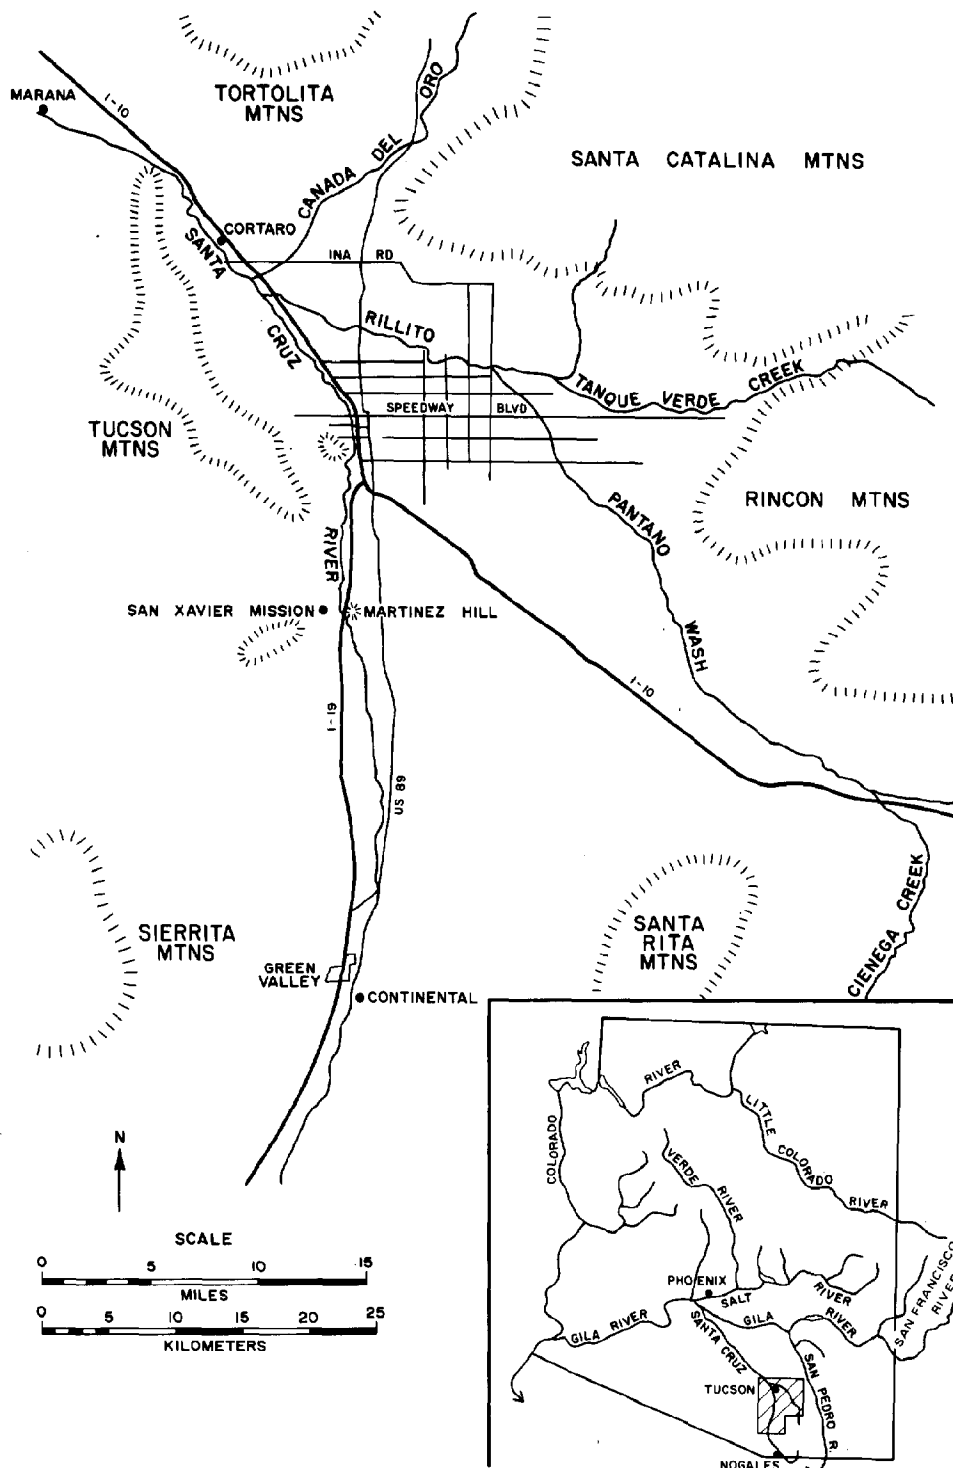 TORTOLITA
MTNS
MARANA
I-10
CANADA DEL ORO
SANTA CATALINA MTNS
CORTARO
SANTA CRUZ RIVER
INA RD
RILLITO
TANQUE VERDE CREEK
SPEEDWAY BLVD
TUCSON
MTNS
RINCON MTNS
PANTANO WASH
SAN XAVIER MISSION
MARTINEZ HILL
I-10
I-19
US 89
CIENEGA CREEK
SIERRITA
MTNS
SANTA
RITA
MTNS
GREEN
VALLEY
CONTINENTAL
N
SCALE
0 5 10 15
MILES
0 5 10 15 20 25
KILOMETERS
COLORADO RIVER
LITTLE COLORADO RIVER
VERDE RIVER
PHOENIX
SALT RIVER
GILA RIVER
GILA RIVER
SAN FRANCISCO
RIVER
SANTA CRUZ
SAN PEDRO R.
TUCSON
NOGALES